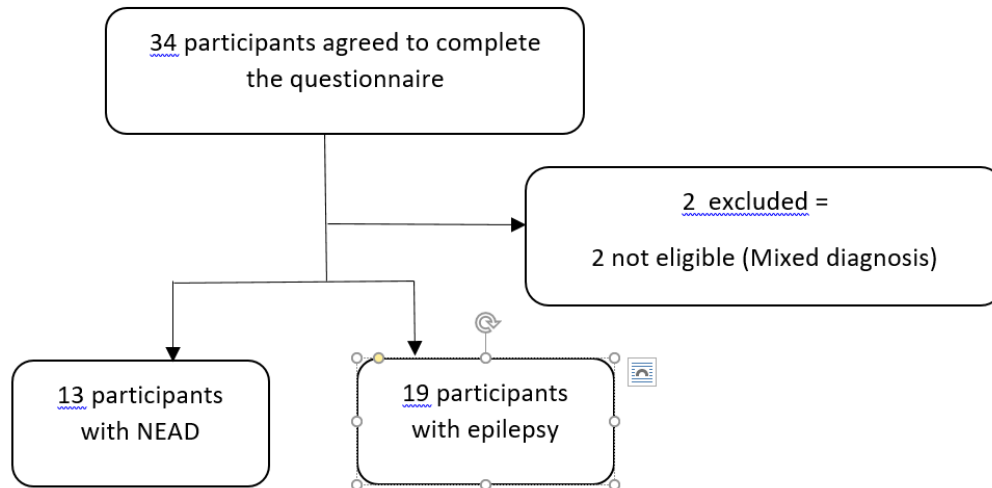 34 participants agreed to complete
the questionnaire
2 excluded =
2 not eligible (Mixed diagnosis)
13 participants
with NEAD
19 participants
with epilepsy